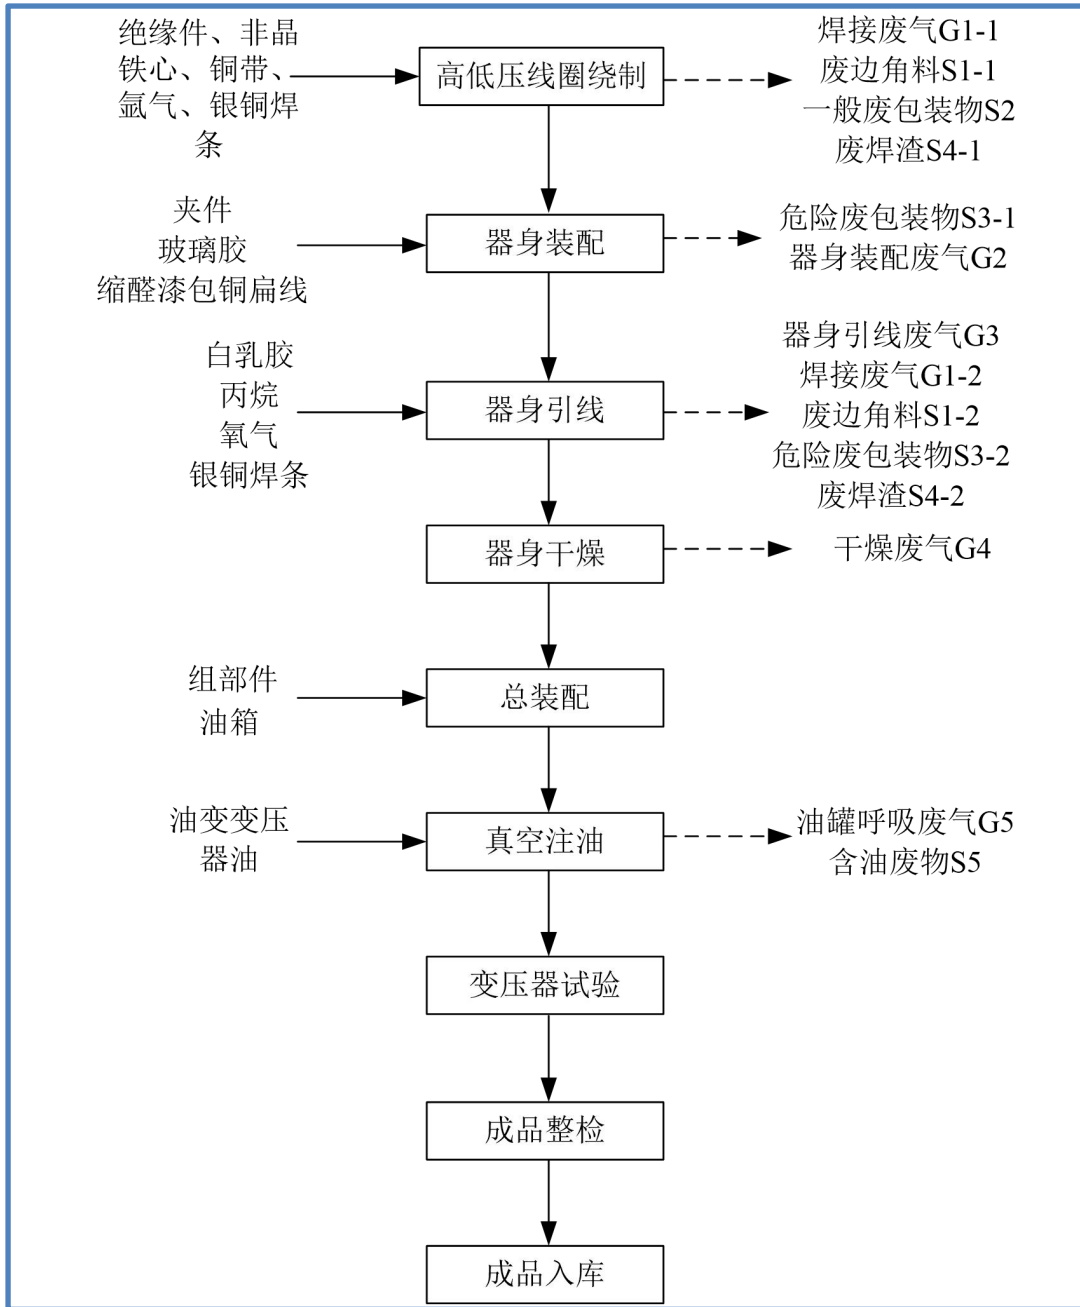 绝缘件、非晶
铁心、铜带、
氩气、银铜焊
条
高低压线圈绕制
焊接废气G1-1
废边角料S1-1
一般废包装物S2
废焊渣S4-1
夹件
玻璃胶
缩醛漆包铜扁线
器身装配
危险废包装物S3-1
器身装配废气G2
白乳胶
丙烷
氧气
银铜焊条
器身引线
器身引线废气G3
焊接废气G1-2
废边角料S1-2
危险废包装物S3-2
废焊渣S4-2
器身干燥
干燥废气G4
组部件
油箱
总装配
油变变压
器油
真空注油
油罐呼吸废气G5
含油废物S5
变压器试验
成品整检
成品入库